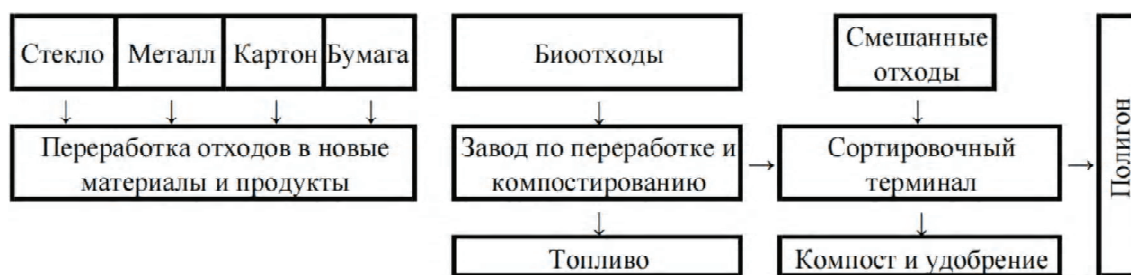 Стекло
Металл
Картон
Бумага
Биоотходы
Смешанные
отходы
Переработка отходов в новые
материалы и продукты
Завод по переработке и
компостированию
Сортировочный
терминал
Полигон
Топливо
Компост и удобрение